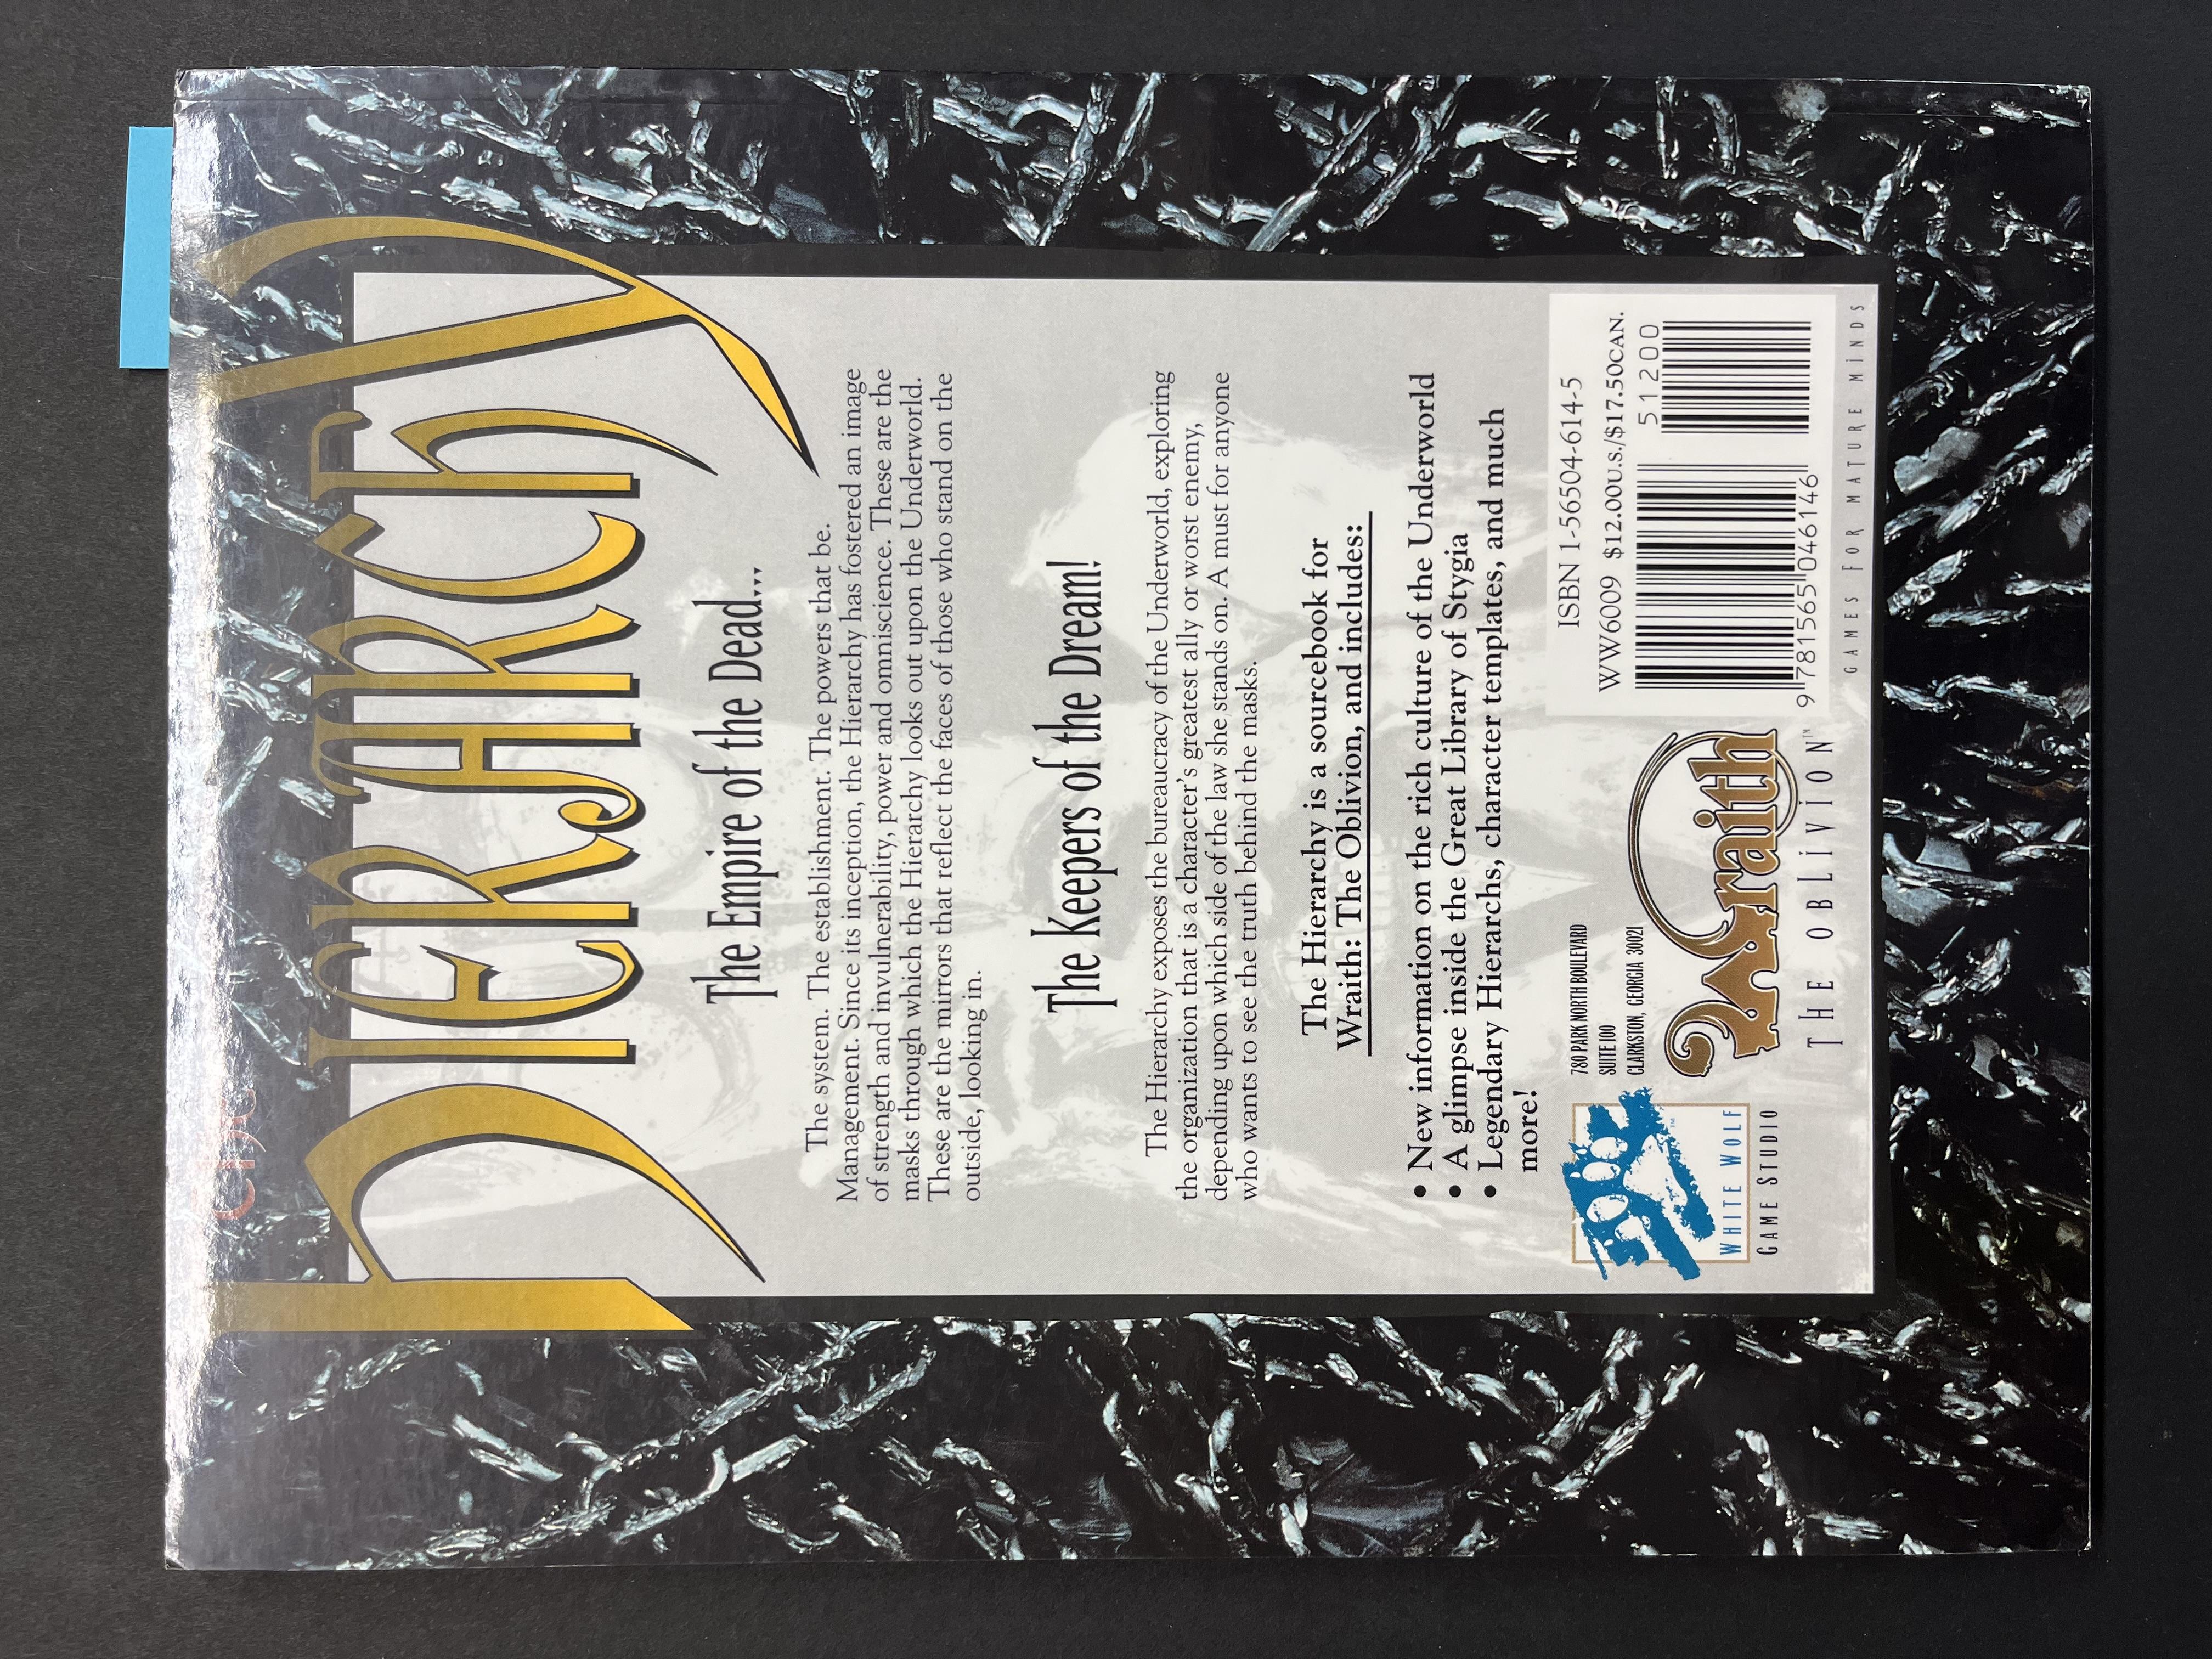 The
HIERARCHY
The Empire of the Dead...
The system. The establishment. The powers that be.
Management. Since its inception, the Hierarchy has fostered an image
of strength and invulnerability, power and omniscience. These are the
masks through which the Hierarchy looks out upon the Underworld.
These are the mirrors that reflect the faces of those who stand on the
outside, looking in.
The Keepers of the Dream!
The Hierarchy exposes the bureaucracy of the Underworld, exploring
the organization that is a character's greatest ally or worst enemy,
depending upon which side of the law she stands on. A must for anyone
who wants to see the truth behind the masks.
The Hierarchy is a sourcebook for
Wraith: The Oblivion, and includes:
• New information on the rich culture of the Underworld
• A glimpse inside the Great Library of Stygia
• Legendary Hierarchs, character templates, and much
more!
WHITE WOLF
GAME STUDIO
780 PARK NORTH BOULEVARD
SUITE 100
CLARKSTON, GEORGIA 30021
Wraith
THE OBLIVION™
ISBN 1-56504-614-5
WW6009 $12.00U.S./$17.50CAN.
51200
9 781565 046146
GAMES FOR MATURE MINDS